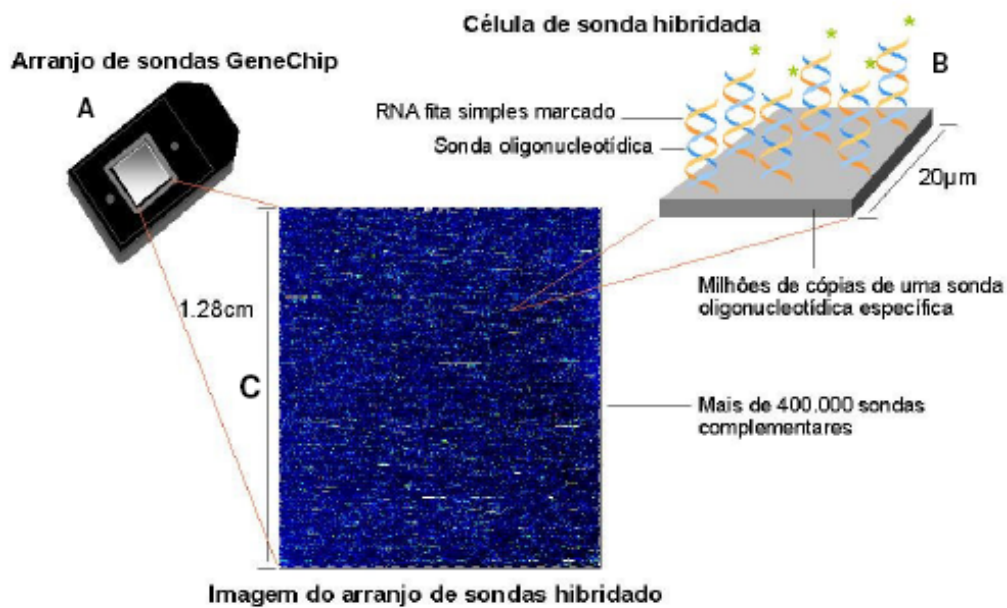 Célula de sonda hibridada
Arranjo de sondas GeneChip
A
B
RNA fita simples marcado
Sonda oligonucleotídica
20µm
1.28cm
Milhões de cópias de uma sonda
oligonucleotídica específica
C
Mais de 400.000 sondas
complementares
Imagem do arranjo de sondas hibridado